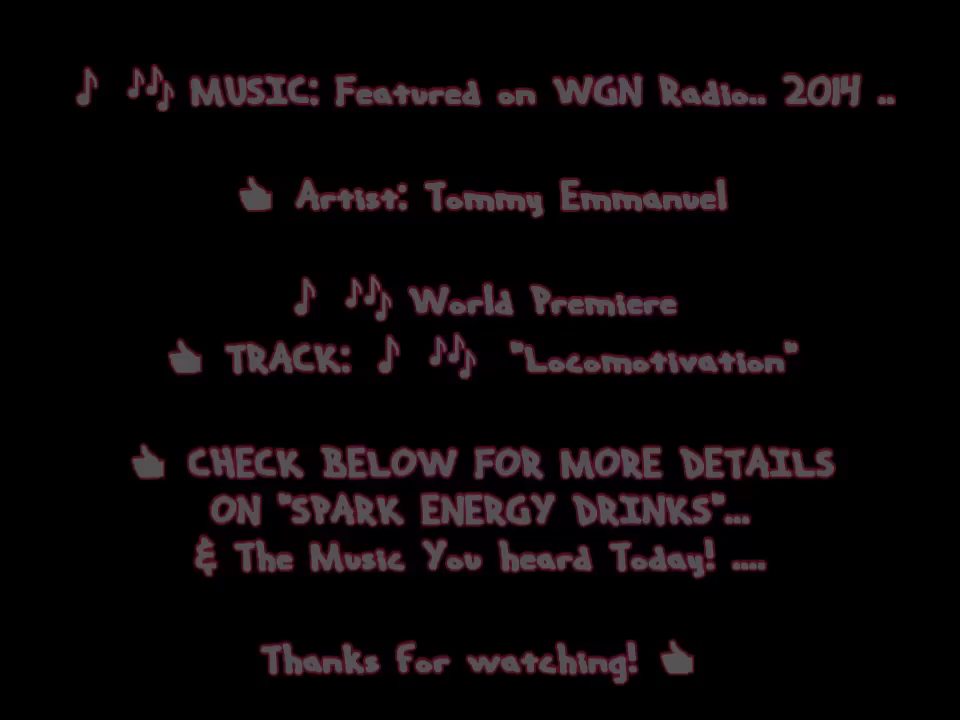 ♪ 🎶 MUSIC: Featured on WGN Radio.. 2014 ..
👍 Artist: Tommy Emmanuel
♪ 🎶 World Premiere
👍 TRACK: ♪ 🎶 "Locomotivation"
👍 CHECK BELOW FOR MORE DETAILS
ON "SPARK ENERGY DRINKS"...
& The Music You heard Today! ....
Thanks for watching! 👍